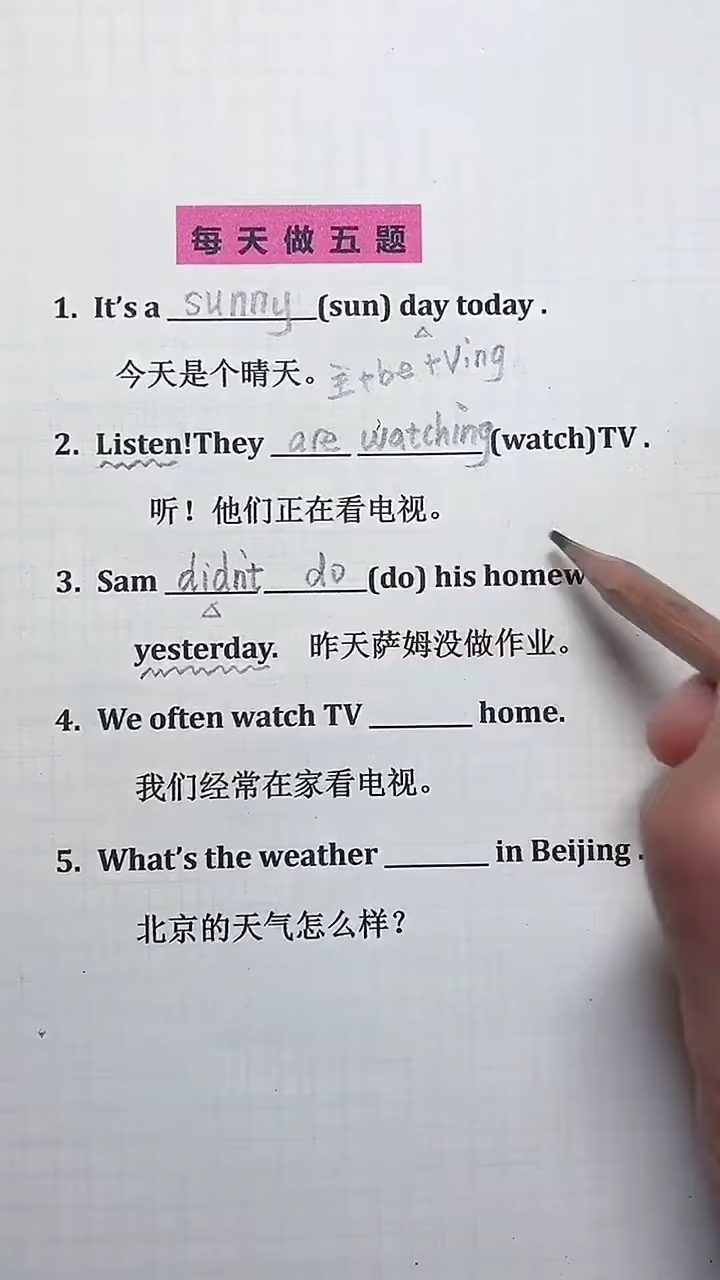 每天做五题
1. It's a sunny (sun) day today .
今天是个晴天。 主+be+Ving
2. Listen!They are watching (watch)TV .
听！他们正在看电视。
3. Sam didn't do (do) his homew
yesterday. 昨天萨姆没做作业。
4. We often watch TV ______ home.
我们经常在家看电视。
5. What's the weather ______ in Beijing .
北京的天气怎么样？